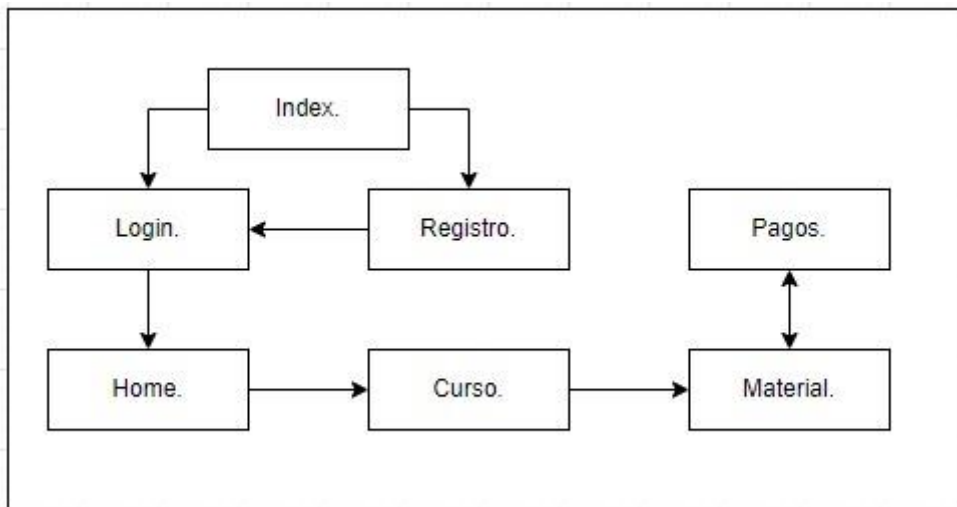 Index.
Login.
Registro.
Pagos.
Home.
Curso.
Material.